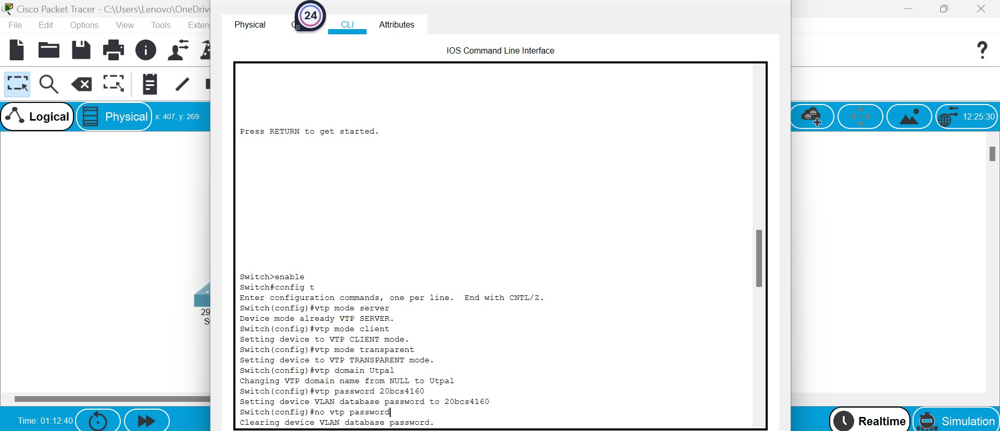 Cisco Packet Tracer - C:\Users\Lenovo\OneDriv
File Edit Options View Tools Exten
Physical 24 CLI Attributes
IOS Command Line Interface
Logical Physical x: 407, y: 269
12:25:30
Press RETURN to get started.
Switch>enable
Switch#config t
Enter configuration commands, one per line.  End with CNTL/Z.
Switch(config)#vtp mode server
Device mode already VTP SERVER.
Switch(config)#vtp mode client
Setting device to VTP CLIENT mode.
Switch(config)#vtp mode transparent
Setting device to VTP TRANSPARENT mode.
Switch(config)#vtp domain Utpal
Changing VTP domain name from NULL to Utpal
Switch(config)#vtp password 20bcs4160
Setting device VLAN database password to 20bcs4160
Switch(config)#no vtp password
Clearing device VLAN database password.
29
S
Time: 01:12:40
Realtime Simulation